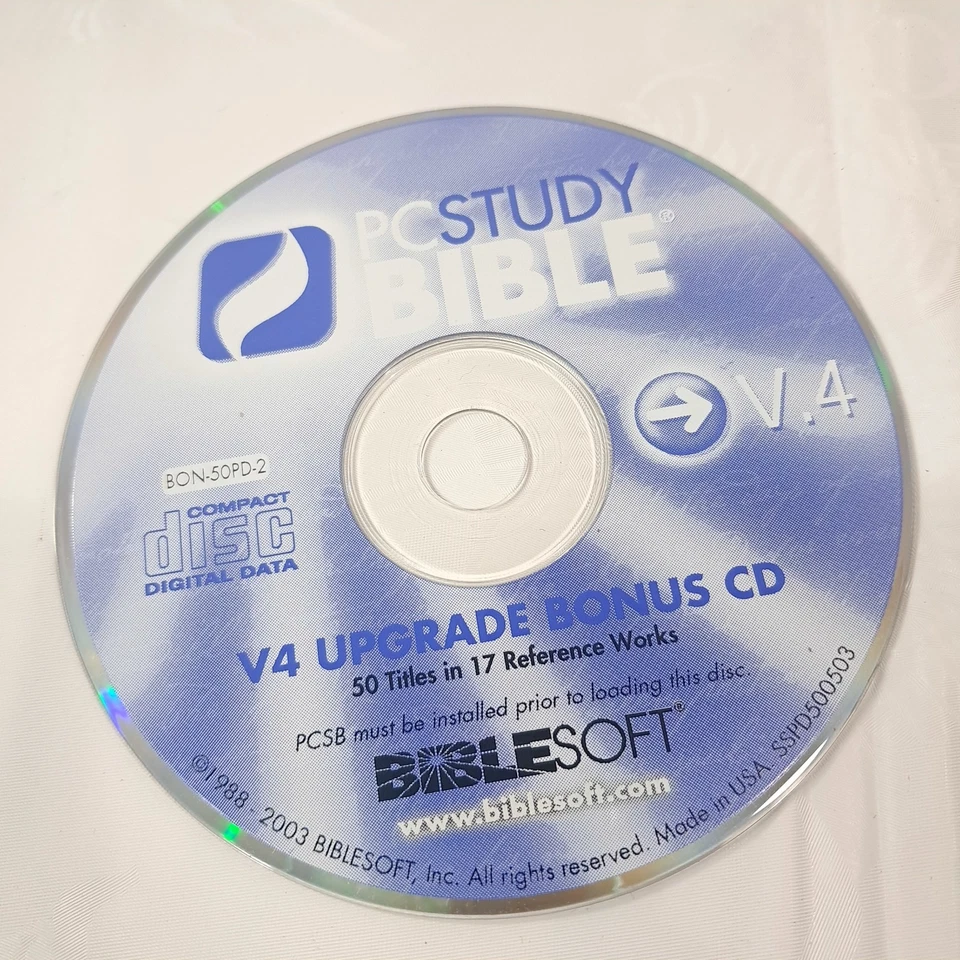 PCSTUDY
BIBLE®
V.4
BON-50PD-2
COMPACT
disc
DIGITAL DATA
V4 UPGRADE BONUS CD
50 Titles in 17 Reference Works
PCSB must be installed prior to loading this disc.
BIBLESOFT®
www.biblesoft.com
©1988 - 2003 BIBLESOFT, Inc. All rights reserved. Made in USA. SSPD500503